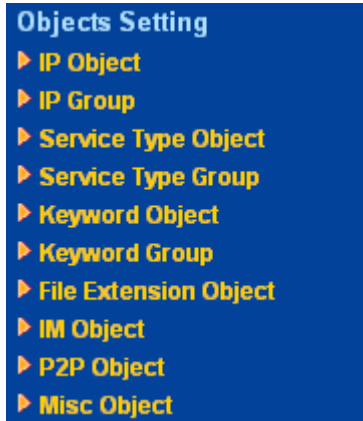 Objects Setting
IP Object
IP Group
Service Type Object
Service Type Group
Keyword Object
Keyword Group
File Extension Object
IM Object
P2P Object
Misc Object